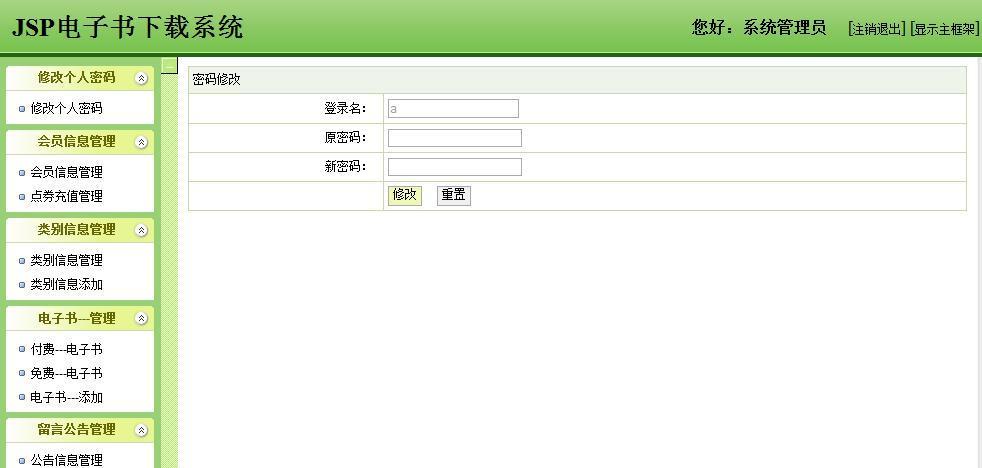 JSP电子书下载系统
您好：系统管理员 [注销退出] [显示主框架]
修改个人密码
修改个人密码
会员信息管理
会员信息管理
点券充值管理
类别信息管理
类别信息管理
类别信息添加
电子书---管理
付费---电子书
免费---电子书
电子书---添加
留言公告管理
公告信息管理
密码修改
登录名： a
原密码：
新密码：
修改 重置